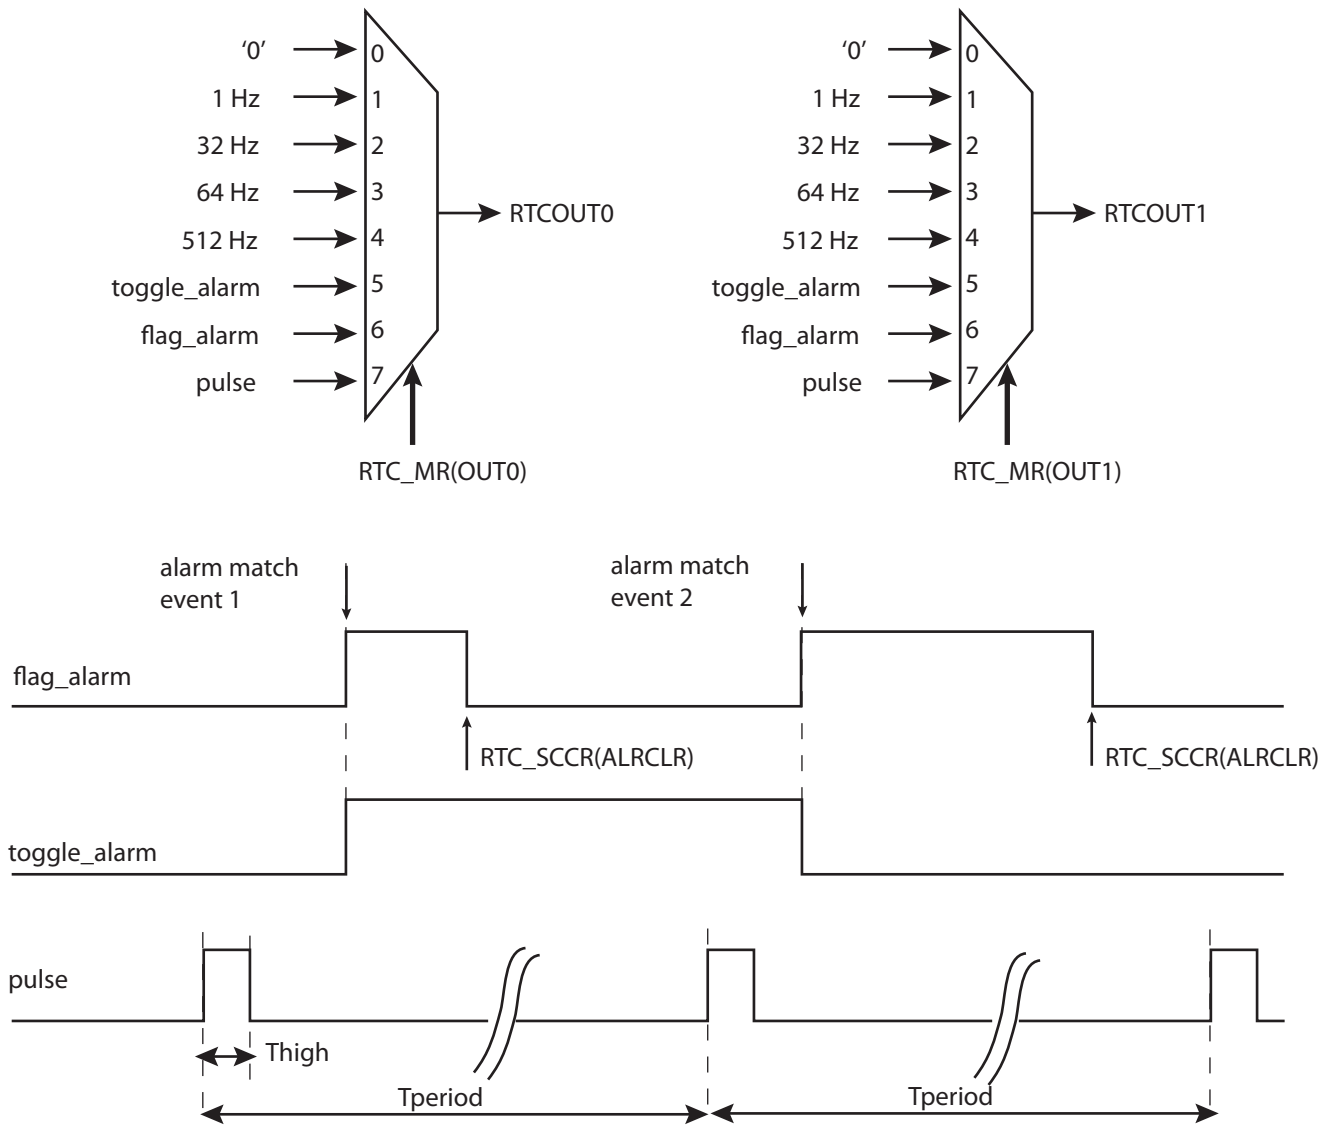 ‘0’
0
1 Hz
1
32 Hz
2
64 Hz
3
512 Hz
4
toggle_alarm
5
flag_alarm
6
pulse
7
RTCOUT0
RTC_MR(OUT0)
‘0’
0
1 Hz
1
32 Hz
2
64 Hz
3
512 Hz
4
toggle_alarm
5
flag_alarm
6
pulse
7
RTCOUT1
RTC_MR(OUT1)
alarm match
event 1
alarm match
event 2
flag_alarm
RTC_SCCR(ALRCLR)
RTC_SCCR(ALRCLR)
toggle_alarm
pulse
Thigh
Tperiod
Tperiod